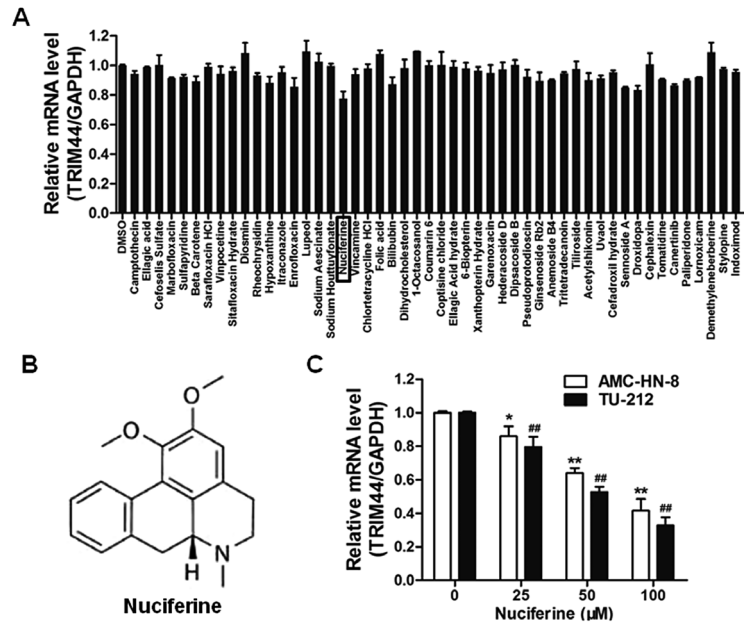 A
Relative mRNA level
(TRIM44/GAPDH)
1.2
1.0
0.8
0.6
0.4
0.2
0.0
DMSO
Camptothecin
Ellagic acid
Cefoselis Sulfate
Marbofloxacin
Sulfapyridine
Beta Carotene
Sarafloxacin HCl
Vinpocetine
Sitafloxacin Hydrate
Diosmin
Rheochrysidin
Hypoxanthine
Itraconazole
Enrofloxacin
Lupeol
Sodium Aescinate
Sodium Houttuyfonate
Nuciferine
Vincamine
Chlortetracycline HCl
Folic acid
Bilibubin
Dihydrocholesterol
1-Octacosanol
Coumarin 6
Coptisine chloride
Ellagic Acid hydrate
6-Biopterin
Xanthopterin Hydrate
Garenoxacin
Hederacoside D
Dipsacoside B
Pseudoprotodioscin
Ginsenoside Rb2
Anemoside B4
Tritetradecanoin
Tiliroside
Acetylshikonin
Uvaol
Cefadroxil hydrate
Sennoside A
Droxidopa
Cephalexin
Tomatidine
Canertinib
Paliperidone
Lornoxicam
Demethyleneberberine
Stylopine
Indoximod
B
O
O
N
H
Nuciferine
C
Relative mRNA level
(TRIM44/GAPDH)
1.2
1.0
0.8
0.6
0.4
0.2
0.0
AMC-HN-8
TU-212
* ##
** ##
** ##
0 25 50 100
Nuciferine (µM)